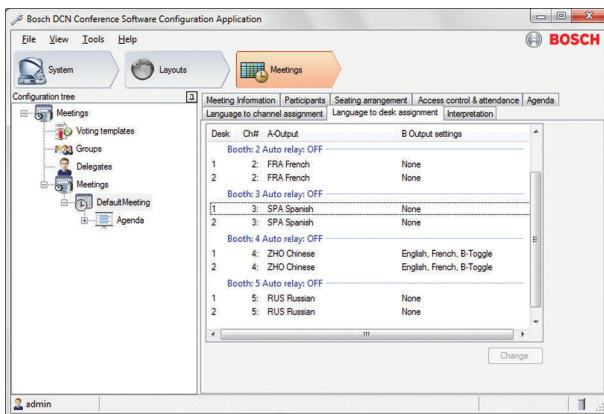 Bosch DCN Conference Software Configuration Application
File View Tools Help
BOSCH
System Layouts Meetings
Configuration tree
Meetings
Voting templates
Groups
Delegates
Meetings
DefaultMeeting
Agenda
Meeting Information Participants Seating arrangement Access control & attendance Agenda
Language to channel assignment Language to desk assignment Interpretation
Desk Ch# A-Output B Output settings
Booth: 2 Auto relay: OFF
1 2: FRA French None
2 2: FRA French None
Booth: 3 Auto relay: OFF
1 3: SPA Spanish None
2 3: SPA Spanish None
Booth: 4 Auto relay: OFF
1 4: ZHO Chinese English, French, B-Toggle
2 4: ZHO Chinese English, French, B-Toggle
Booth: 5 Auto relay: OFF
1 5: RUS Russian None
2 5: RUS Russian None
Change
admin